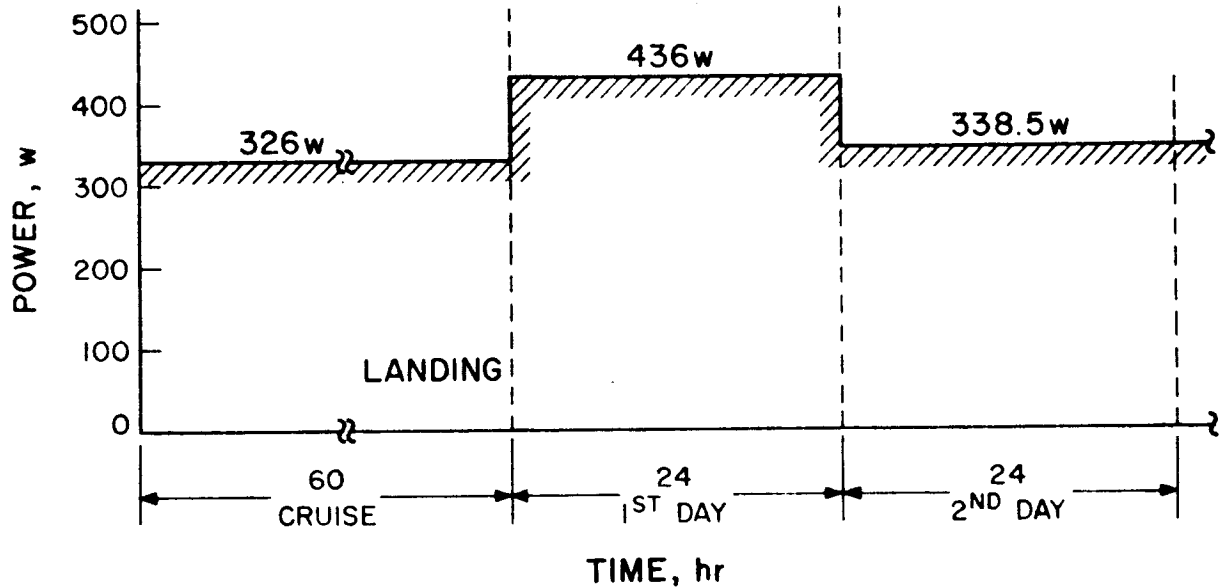 POWER, w
500
400
300
200
100
0
326w
436w
338.5w
LANDING
60
CRUISE
24
1ST DAY
24
2ND DAY
TIME, hr